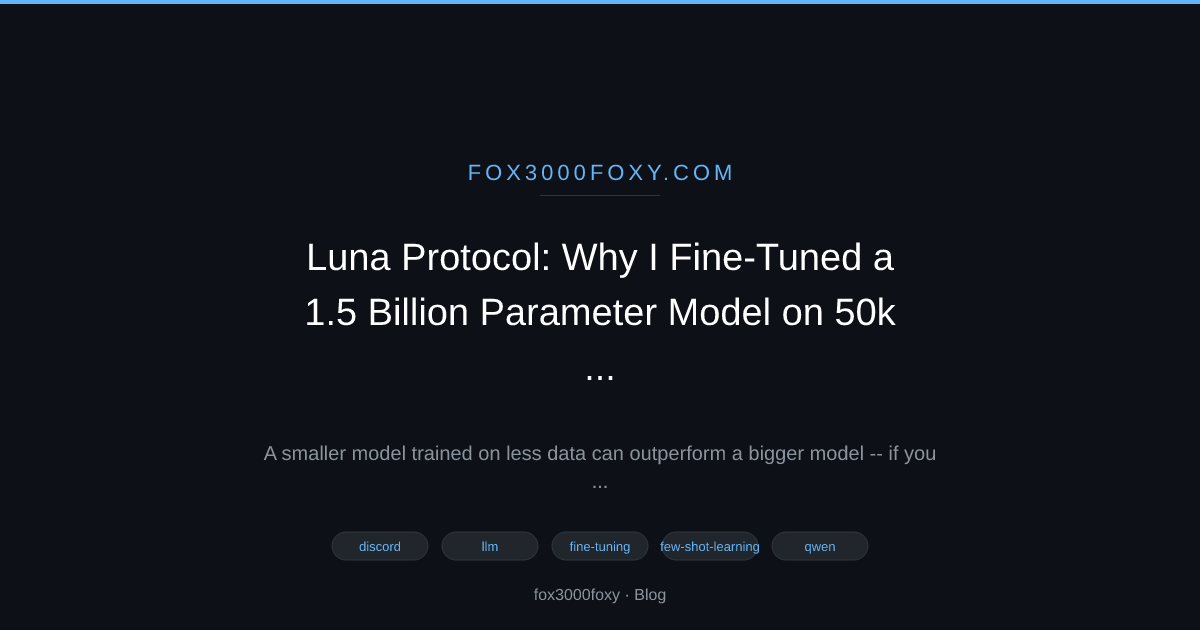 FOX3000FOXY.COM
Luna Protocol: Why I Fine-Tuned a
1.5 Billion Parameter Model on 50k
...
A smaller model trained on less data can outperform a bigger model -- if you
...
discord llm fine-tuning few-shot-learning qwen
fox3000foxy · Blog